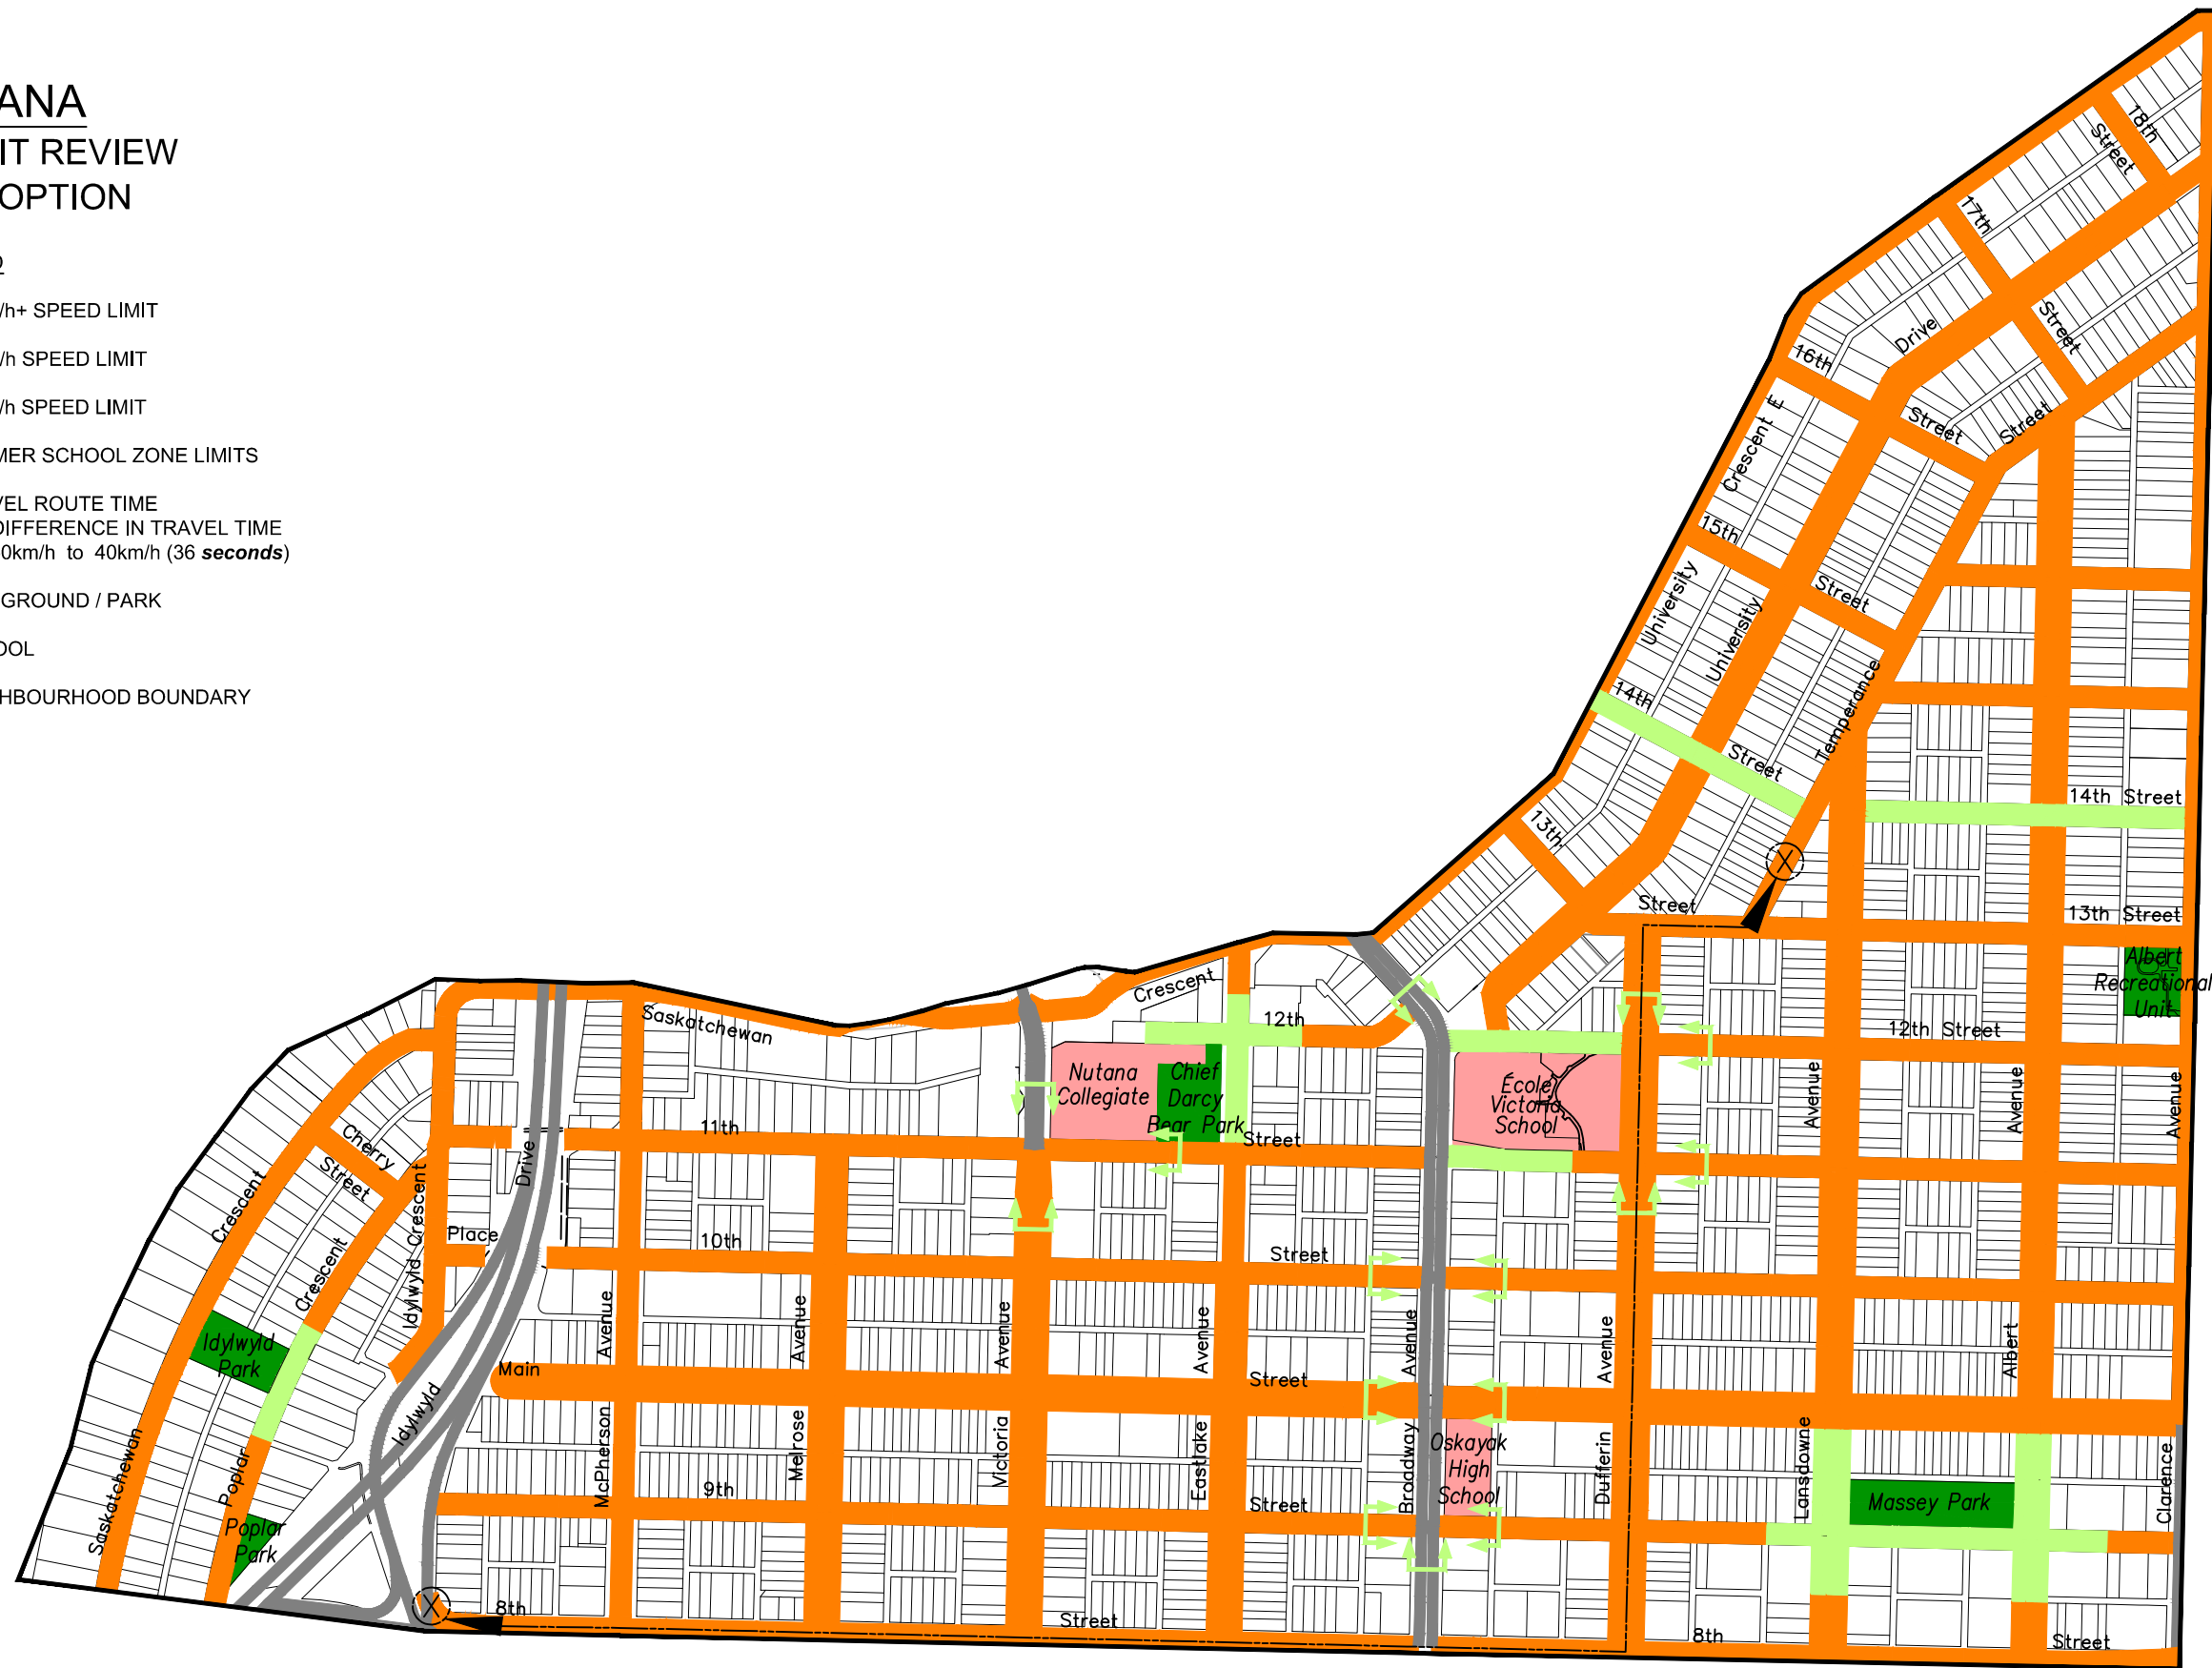 ANA
IT REVIEW
OPTION
D
/h+ SPEED LIMIT
/h SPEED LIMIT
/h SPEED LIMIT
MER SCHOOL ZONE LIMITS
VEL ROUTE TIME
DIFFERENCE IN TRAVEL TIME
0km/h to 40km/h (36 seconds)
GROUND / PARK
OOL
HBOURHOOD BOUNDARY
18th
Street
17th
Street
Drive
16th
Street
Street
Crescent E
15th
Street
University
University
14th
Street
Temperance
14th Street
13th
Street
13th Street
Albert
Recreational
Unit
Crescent
Saskatchewan
12th
12th Street
Nutana
Collegiate
Chief
Darcy
Bear Park
École
Victoria
School
Avenue
Avenue
Avenue
11th
Street
Cherry
Street
Crescent
Drive
Idylwyld Crescent
Place
10th
Street
Crescent
Idylwyld
Park
Avenue
Avenue
Avenue
Avenue
Avenue
Avenue
Albert
Main
Street
Idylwyld
McPherson
Melrose
Victoria
Eastlake
Broadway
Oskayak
High
School
Dufferin
Lansdowne
Massey Park
Clarence
9th
Street
Saskatchewan
Poplar
Poplar
Park
X
X
8th
Street
8th
Street